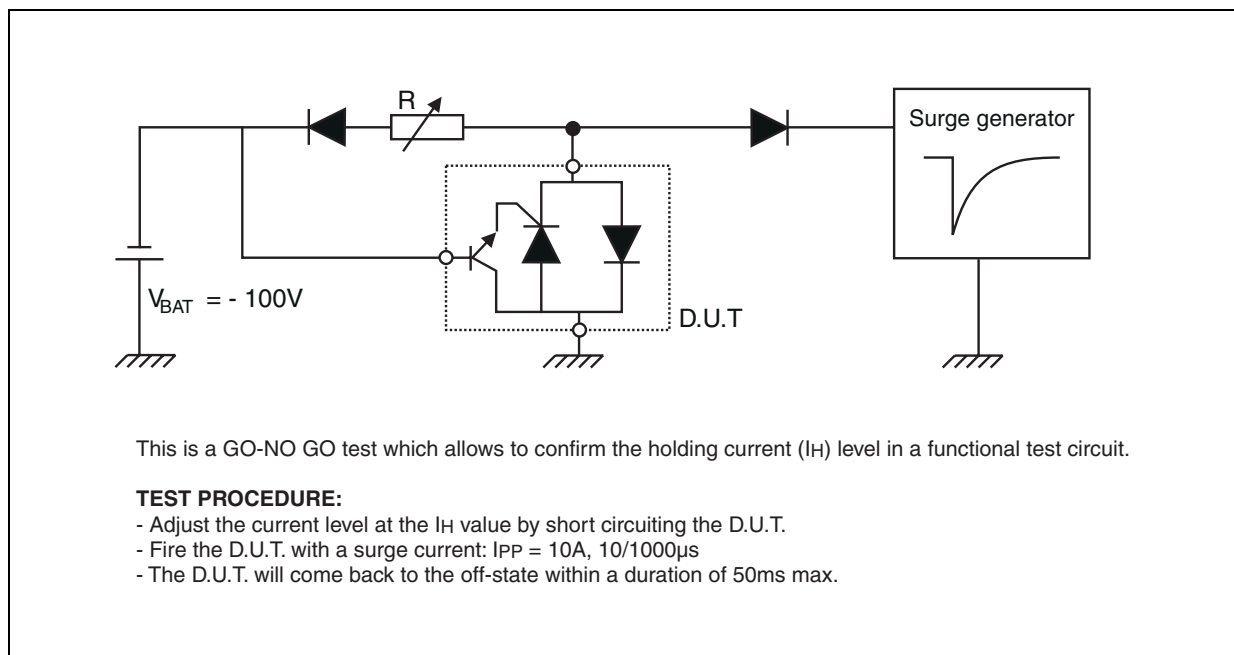 R
Surge generator
VBAT = - 100V
D.U.T
This is a GO-NO GO test which allows to confirm the holding current (IH) level in a functional test circuit.
TEST PROCEDURE:
- Adjust the current level at the IH value by short circuiting the D.U.T.
- Fire the D.U.T. with a surge current: IPP = 10A, 10/1000µs
- The D.U.T. will come back to the off-state within a duration of 50ms max.